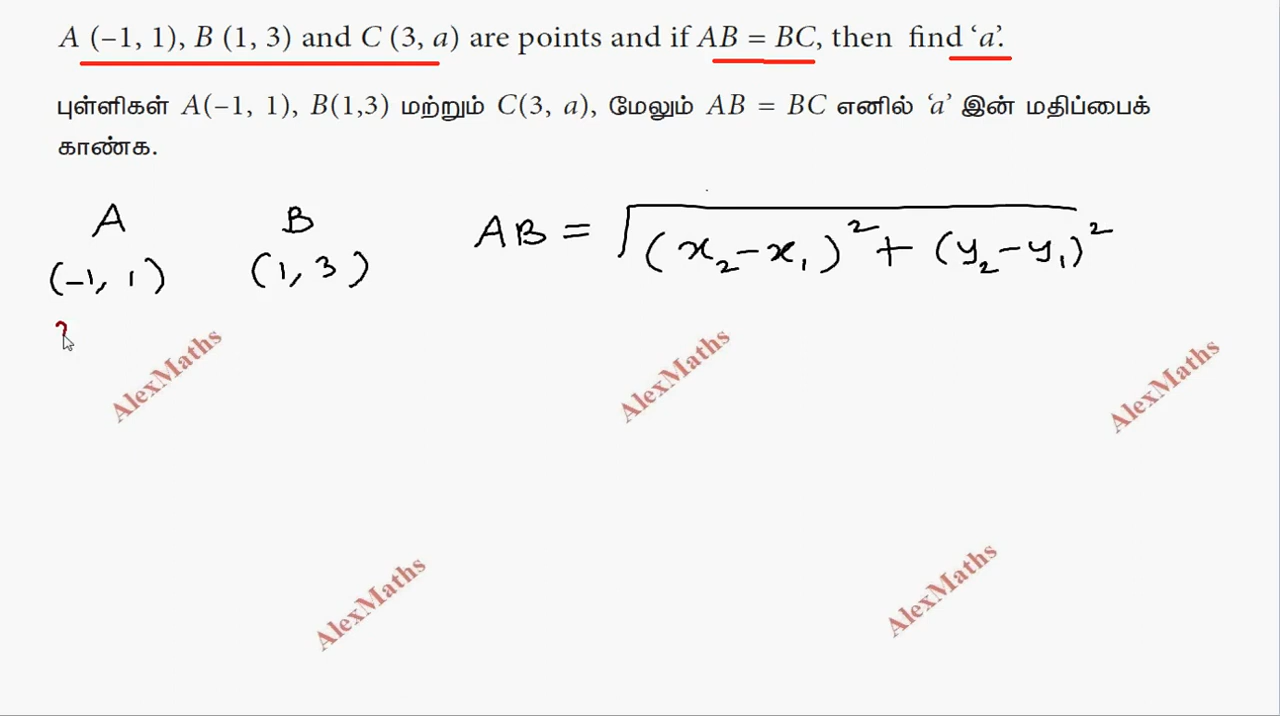 A (−1, 1), B (1, 3) and C (3, a) are points and if AB = BC, then find ‘a’.
புள்ளிகள் A(−1, 1), B(1,3) மற்றும் C(3, a), மேலும் AB = BC எனில் ‘a’ இன் மதிப்பைக்
காண்க.
A B AB = √(x₂−x₁)² + (y₂−y₁)²
(−1, 1) (1, 3)
AlexMaths AlexMaths AlexMaths
AlexMaths AlexMaths